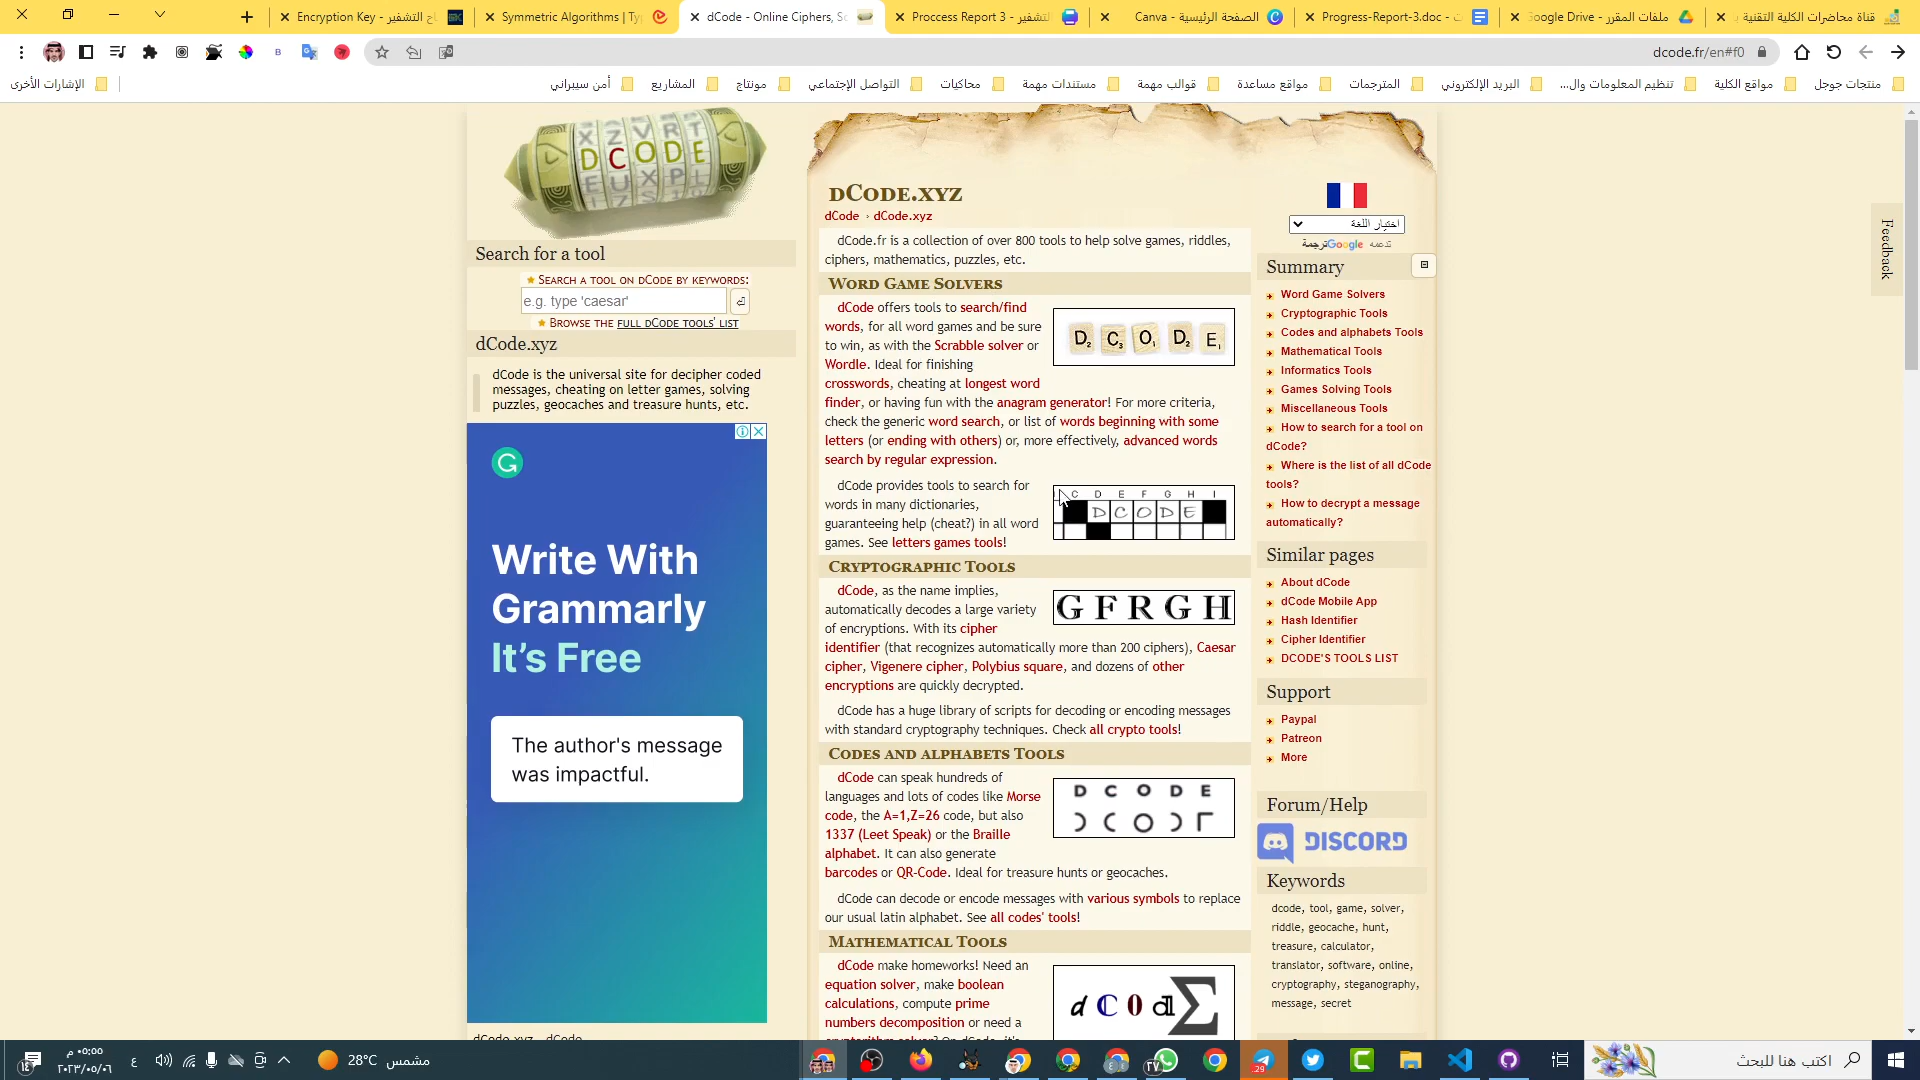 Encryption Key - ح التشفير
Symmetric Algorithms | Ty
dCode - Online Ciphers, So
Proccess Report 3 - التشفير
Canva - الصفحة الرئيسية
Progress-Report-3.doc
ملفات المقرر - Google Drive
قناة محاضرات الكلية التقنية
dcode.fr/en#f0
الإشارات الأخرى
أمن سيبراني
المشاريع
مونتاج
التواصل الإجتماعي
محاكيات
مستندات مهمة
قوالب مهمة
مواقع مساعدة
المترجمات
البريد الإلكتروني
تنظيم المعلومات وال...
مواقع الكلية
منتجات جوجل
XZVRT
DCODE
Search for a tool
SEARCH A TOOL ON DCODE BY KEYWORDS:
e.g. type 'caesar'
BROWSE THE FULL DCODE TOOLS' LIST
dCode.xyz
dCode is the universal site for decipher coded
messages, cheating on letter games, solving
puzzles, geocaches and treasure hunts, etc.
Write With
Grammarly
It's Free
The author's message
was impactful.
dCode.xyz dCode
DCODE.XYZ
dCode › dCode.xyz
dCode.fr is a collection of over 800 tools to help solve games, riddles,
ciphers, mathematics, puzzles, etc.
WORD GAME SOLVERS
dCode offers tools to search/find
words, for all word games and be sure
to win, as with the Scrabble solver or
Wordle. Ideal for finishing
crosswords, cheating at longest word
finder, or having fun with the anagram generator! For more criteria,
check the generic word search, or list of words beginning with some
letters (or ending with others) or, more effectively, advanced words
search by regular expression.
D2 C3 O1 D2 E1
dCode provides tools to search for
words in many dictionaries,
guaranteeing help (cheat?) in all word
games. See letters games tools!
C D E F G H I
D C O D E
CRYPTOGRAPHIC TOOLS
dCode, as the name implies,
automatically decodes a large variety
of encryptions. With its cipher
identifier (that recognizes automatically more than 200 ciphers), Caesar
cipher, Vigenere cipher, Polybius square, and dozens of other
encryptions are quickly decrypted.
G F R G H
dCode has a huge library of scripts for decoding or encoding messages
with standard cryptography techniques. Check all crypto tools!
CODES AND ALPHABETS TOOLS
dCode can speak hundreds of
languages and lots of codes like Morse
code, the A=1,Z=26 code, but also
1337 (Leet Speak) or the Braille
alphabet. It can also generate
barcodes or QR-Code. Ideal for treasure hunts or geocaches.
D C O D E
dCode can decode or encode messages with various symbols to replace
our usual latin alphabet. See all codes' tools!
MATHEMATICAL TOOLS
dCode make homeworks! Need an
equation solver, make boolean
calculations, compute prime
numbers decomposition or need a
d C 0 d Σ
اختيار اللغة
تدعمه Google ترجمة
Summary
Word Game Solvers
Cryptographic Tools
Codes and alphabets Tools
Mathematical Tools
Informatics Tools
Games Solving Tools
Miscellaneous Tools
How to search for a tool on
dCode?
Where is the list of all dCode
tools?
How to decrypt a message
automatically?
Similar pages
About dCode
dCode Mobile App
Hash Identifier
Cipher Identifier
DCODE'S TOOLS LIST
Support
Paypal
Patreon
More
Forum/Help
DISCORD
Keywords
dcode, tool, game, solver,
riddle, geocache, hunt,
treasure, calculator,
translator, software, online,
cryptography, steganography,
message, secret
Feedback
٠٥:٥٥ م
٢٠٢٣/٠٥/٠٦
ع
28°C مشمس
اكتب هنا للبحث